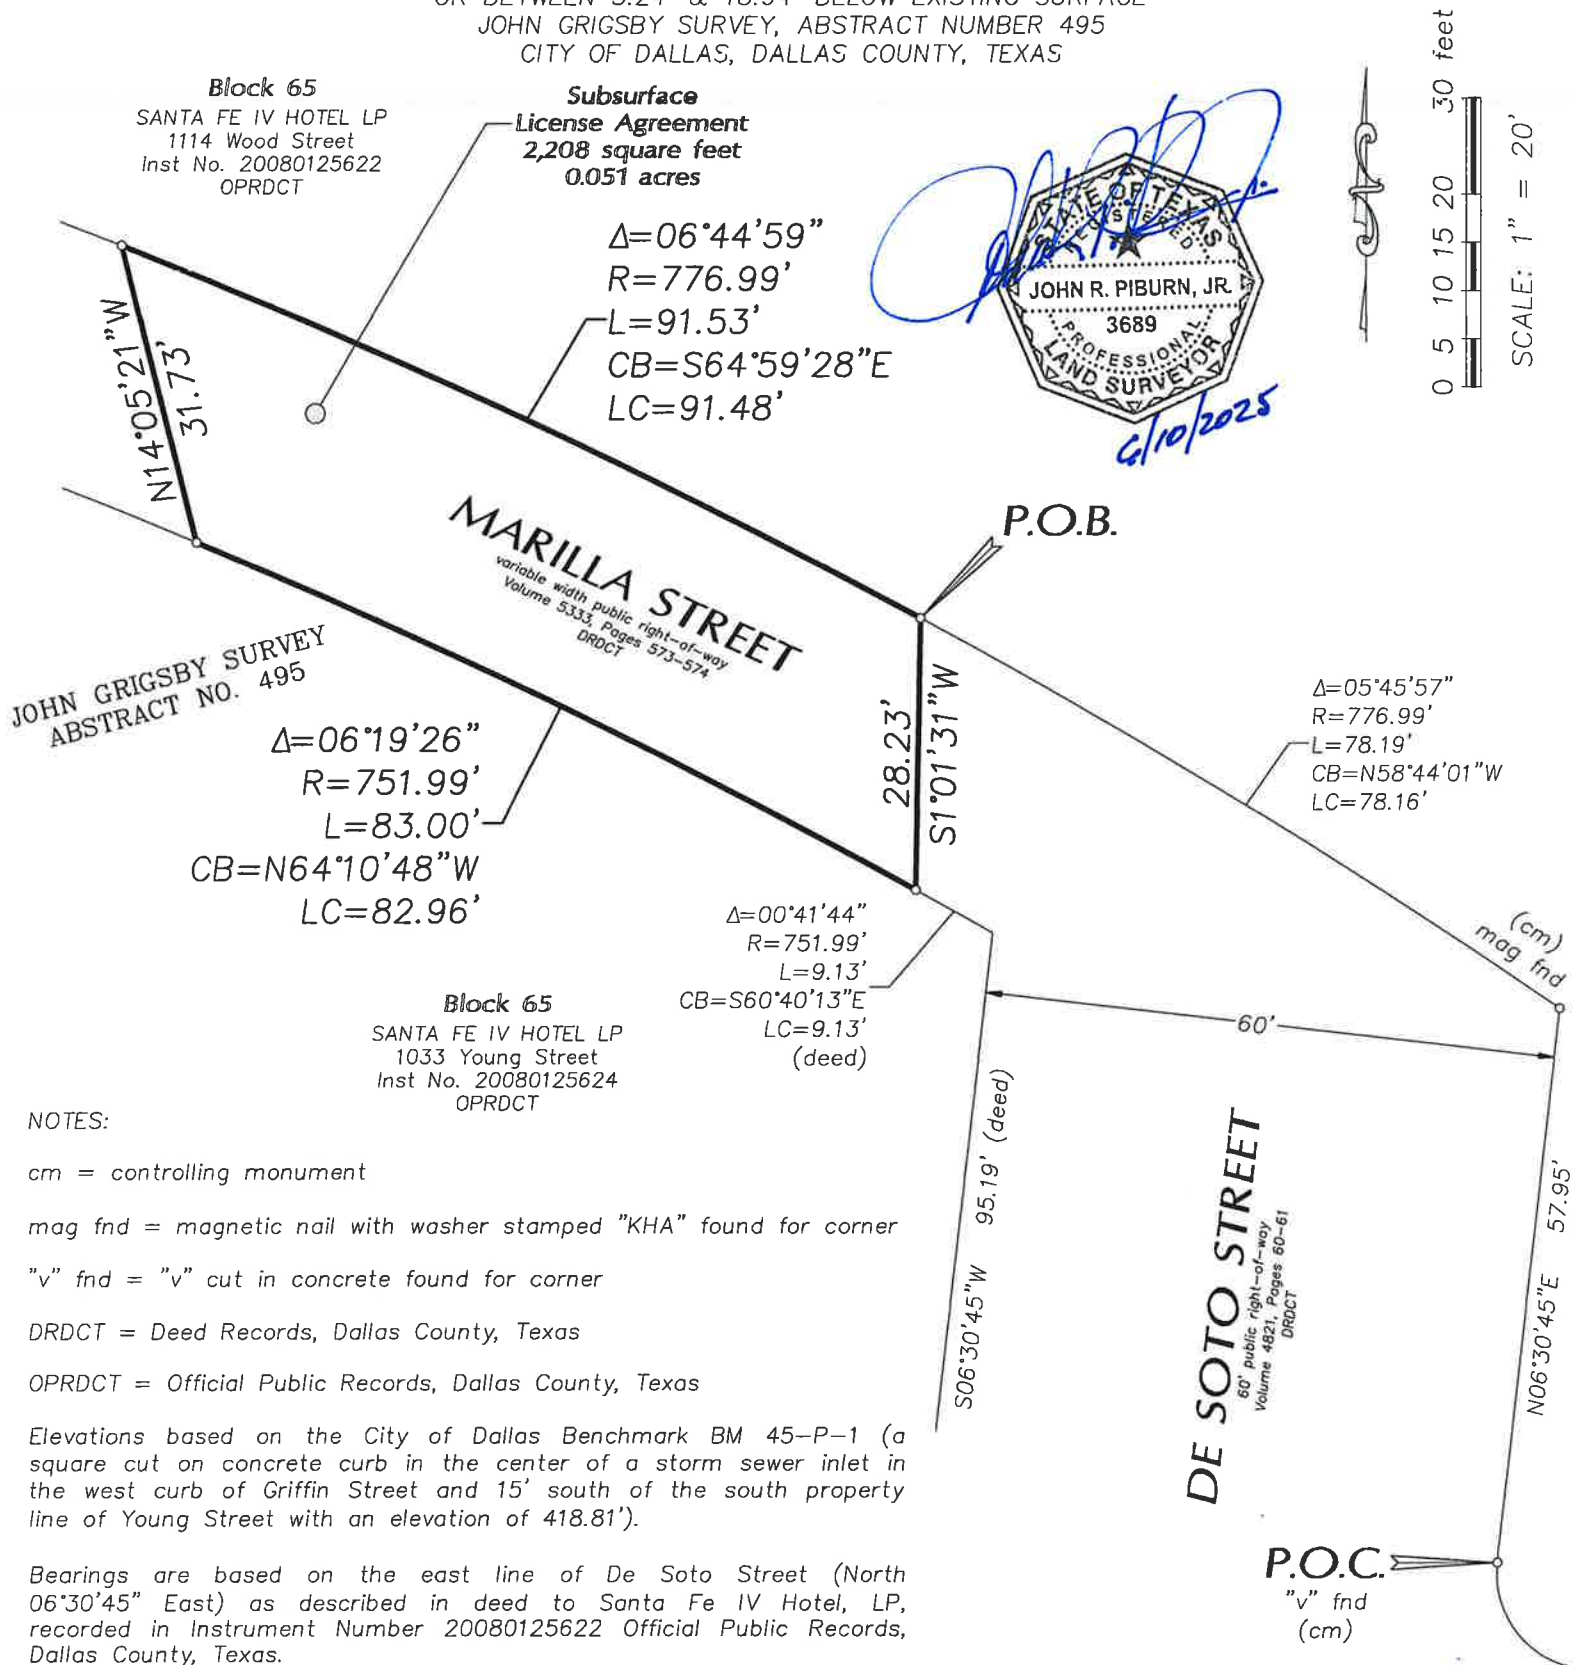 JOHN GRIGSBY SURVEY, ABSTRACT NUMBER 495
CITY OF DALLAS, DALLAS COUNTY, TEXAS
Block 65
SANTA FE IV HOTEL LP
1114 Wood Street
Inst No. 20080125622
OPRDCT
Subsurface
License Agreement
2,208 square feet
0.051 acres
Δ=06°44'59"
R=776.99'
L=91.53'
CB=S64°59'28"E
LC=91.48'
STATE OF TEXAS
REGISTERED
JOHN R. PIBURN, JR.
3689
PROFESSIONAL
LAND SURVEYOR
6/10/2025
0 5 10 15 20 30 feet
SCALE: 1" = 20'
N14°05'21"W
31.73'
P.O.B.
MARILLA STREET
variable width public right-of-way
Volume 5333, Pages 573-574
DRDCT
JOHN GRIGSBY SURVEY
ABSTRACT NO. 495
28.23'
S1°01'31"W
Δ=05°45'57"
R=776.99'
L=78.19'
CB=N58°44'01"W
LC=78.16'
Δ=06°19'26"
R=751.99'
L=83.00'
CB=N64°10'48"W
LC=82.96'
Δ=00°41'44"
R=751.99'
L=9.13'
CB=S60°40'13"E
LC=9.13'
(deed)
(cm)
mag fnd
60'
Block 65
SANTA FE IV HOTEL LP
1033 Young Street
Inst No. 20080125624
OPRDCT
S06°30'45"W 95.19' (deed)
DE SOTO STREET
60' public right-of-way
Volume 4821, Pages 60-61
DRDCT
N06°30'45"E 57.95'
P.O.C.
"v" fnd
(cm)
NOTES:
cm = controlling monument
mag fnd = magnetic nail with washer stamped "KHA" found for corner
"v" fnd = "v" cut in concrete found for corner
DRDCT = Deed Records, Dallas County, Texas
OPRDCT = Official Public Records, Dallas County, Texas
Elevations based on the City of Dallas Benchmark BM 45-P-1 (a
square cut on concrete curb in the center of a storm sewer inlet in
the west curb of Griffin Street and 15' south of the south property
line of Young Street with an elevation of 418.81').
Bearings are based on the east line of De Soto Street (North
06°30'45" East) as described in deed to Santa Fe IV Hotel, LP,
recorded in Instrument Number 20080125622 Official Public Records,
Dallas County, Texas.